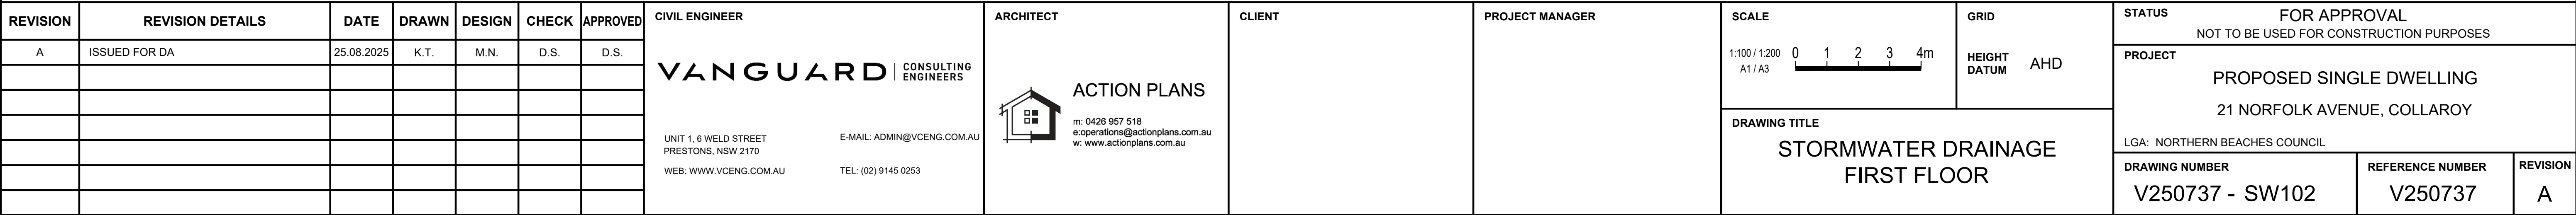 REVISION REVISION DETAILS DATE DRAWN DESIGN CHECK APPROVED
A ISSUED FOR DA 25.08.2025 K.T. M.N. D.S. D.S.
CIVIL ENGINEER
VANGUARD CONSULTING
ENGINEERS
UNIT 1, 6 WELD STREET
PRESTONS, NSW 2170
E-MAIL: ADMIN@VCENG.COM.AU
WEB: WWW.VCENG.COM.AU
TEL: (02) 9145 0253
ARCHITECT
ACTION PLANS
m: 0426 957 518
e:operations@actionplans.com.au
w: www.actionplans.com.au
CLIENT
PROJECT MANAGER
SCALE
1:100 / 1:200 0 1 2 3 4m
A1 / A3
GRID
HEIGHT
DATUM
AHD
DRAWING TITLE
STORMWATER DRAINAGE
FIRST FLOOR
STATUS
FOR APPROVAL
NOT TO BE USED FOR CONSTRUCTION PURPOSES
PROJECT
PROPOSED SINGLE DWELLING
21 NORFOLK AVENUE, COLLAROY
LGA: NORTHERN BEACHES COUNCIL
DRAWING NUMBER
V250737 - SW102
REFERENCE NUMBER
V250737
REVISION
A